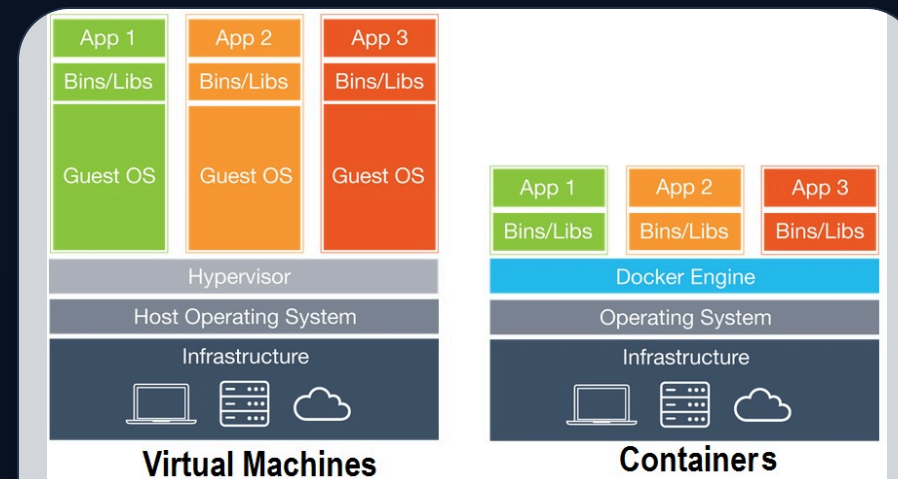 App 1
App 2
App 3
Bins/Libs
Bins/Libs
Bins/Libs
Guest OS
Guest OS
Guest OS
Hypervisor
Host Operating System
Infrastructure
Virtual Machines
App 1
App 2
App 3
Bins/Libs
Bins/Libs
Bins/Libs
Docker Engine
Operating System
Infrastructure
Containers